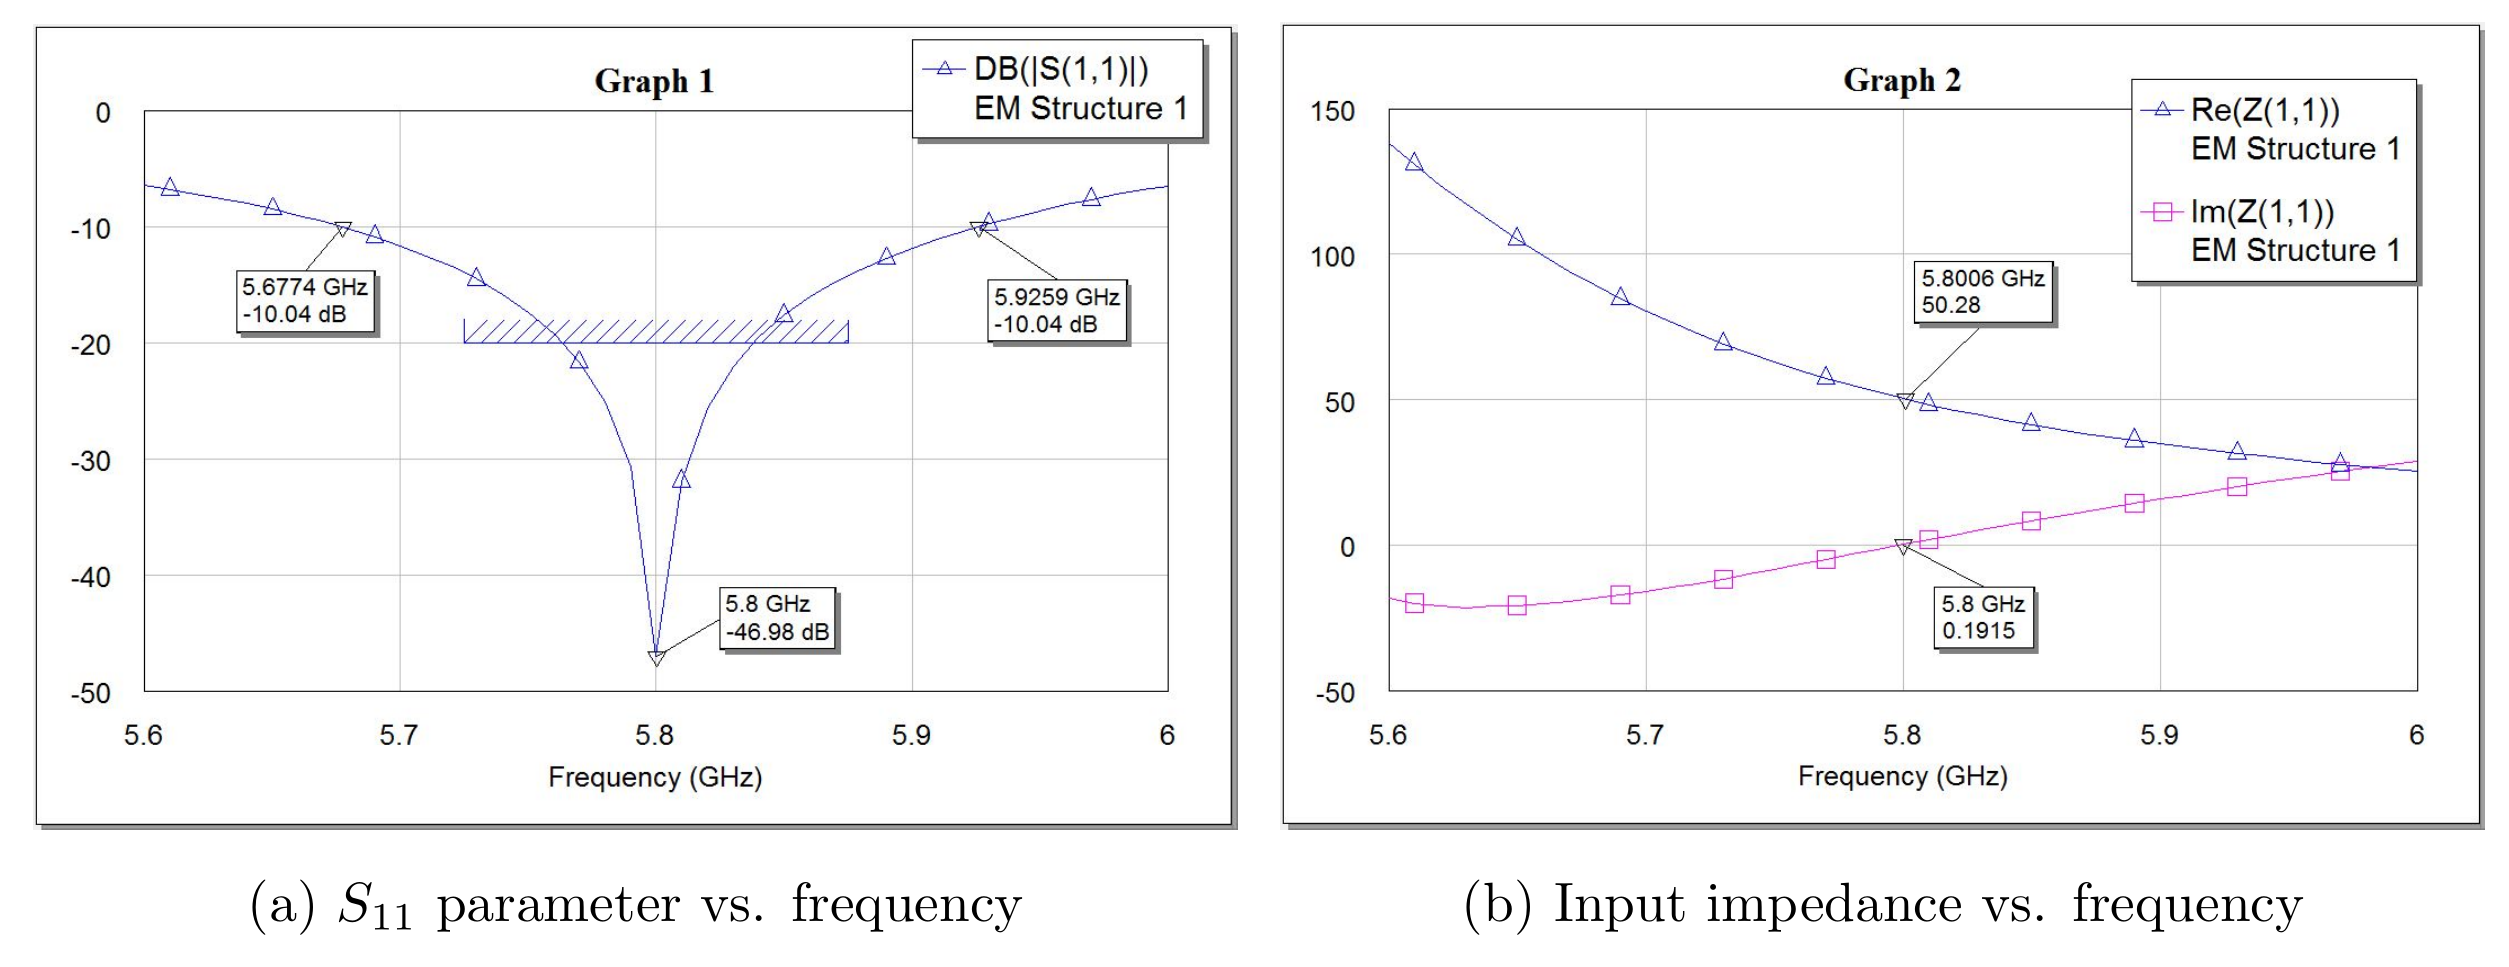 Graph 1
DB(|S(1,1)|)
EM Structure 1
0
-10
-20
-30
-40
-50
5.6774 GHz
-10.04 dB
5.9259 GHz
-10.04 dB
5.8 GHz
-46.98 dB
5.6 5.7 5.8 5.9 6
Frequency (GHz)
(a) S11 parameter vs. frequency
Graph 2
Re(Z(1,1))
EM Structure 1
Im(Z(1,1))
EM Structure 1
150
100
50
0
-50
5.8006 GHz
50.28
5.8 GHz
0.1915
5.6 5.7 5.8 5.9 6
Frequency (GHz)
(b) Input impedance vs. frequency